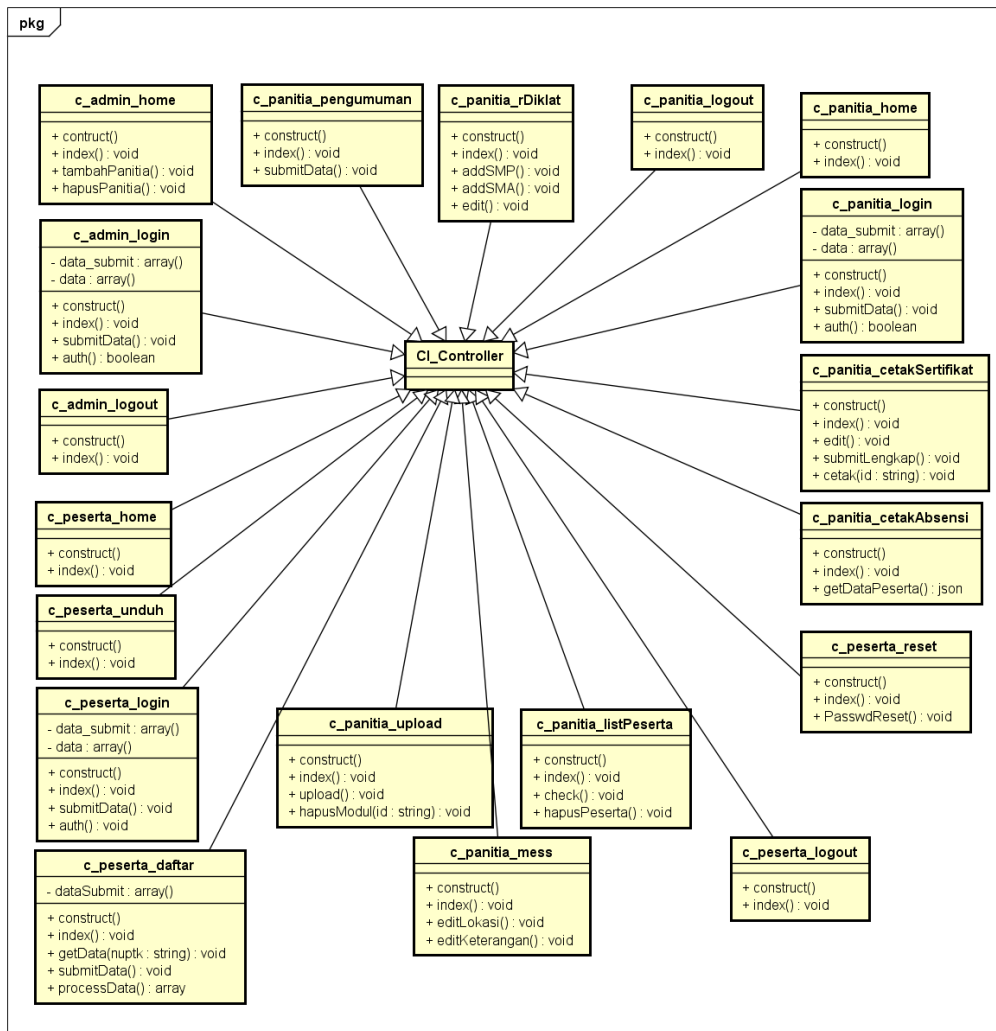 pkg
c_admin_home
+ contruct()
+ index() : void
+ tambahPanitia() : void
+ hapusPanitia() : void
c_panitia_pengumuman
+ construct()
+ index() : void
+ submitData() : void
c_panitia_rDiklat
+ construct()
+ index() : void
+ addSMP() : void
+ addSMA() : void
+ edit() : void
c_panitia_logout
+ construct()
+ index() : void
c_panitia_home
+ construct()
+ index() : void
c_admin_login
- data_submit : array()
- data : array()
+ construct()
+ index() : void
+ submitData() : void
+ auth() : boolean
c_panitia_login
- data_submit : array()
- data : array()
+ construct()
+ index() : void
+ submitData() : void
+ auth() : boolean
CI_Controller
c_admin_logout
+ construct()
+ index() : void
c_panitia_cetakSertifikat
+ construct()
+ index() : void
+ edit() : void
+ submitLengkap() : void
+ cetak(id : string) : void
c_peserta_home
+ construct()
+ index() : void
c_panitia_cetakAbsensi
+ construct()
+ index() : void
+ getDataPeserta() : json
c_peserta_unduh
+ construct()
+ index() : void
c_peserta_reset
+ construct()
+ index() : void
+ PasswdReset() : void
c_peserta_login
- data_submit : array()
- data : array()
+ construct()
+ index() : void
+ submitData() : void
+ auth() : void
c_panitia_upload
+ construct()
+ index() : void
+ upload() : void
+ hapusModul(id : string) : void
c_panitia_listPeserta
+ construct()
+ index() : void
+ check() : void
+ hapusPeserta() : void
c_peserta_daftar
- dataSubmit : array()
+ construct()
+ index() : void
+ getData(nuptk : string) : void
+ submitData() : void
+ processData() : array
c_panitia_mess
+ construct()
+ index() : void
+ editLokasi() : void
+ editKeterangan() : void
c_peserta_logout
+ construct()
+ index() : void